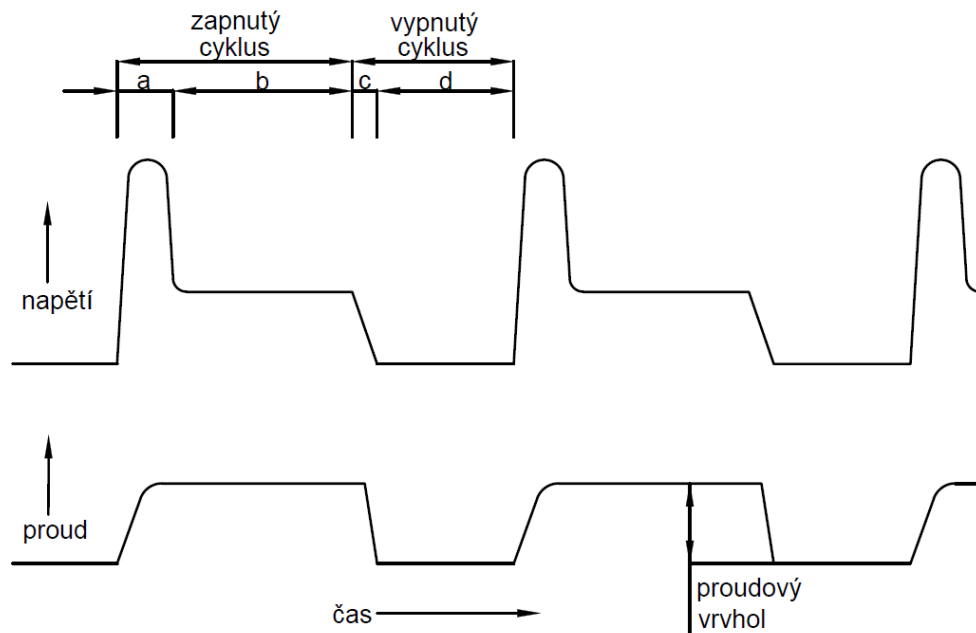 zapnutý
cyklus
vypnutý
cyklus
a
b
c
d
napětí
proud
čas
proudový
vrvhol